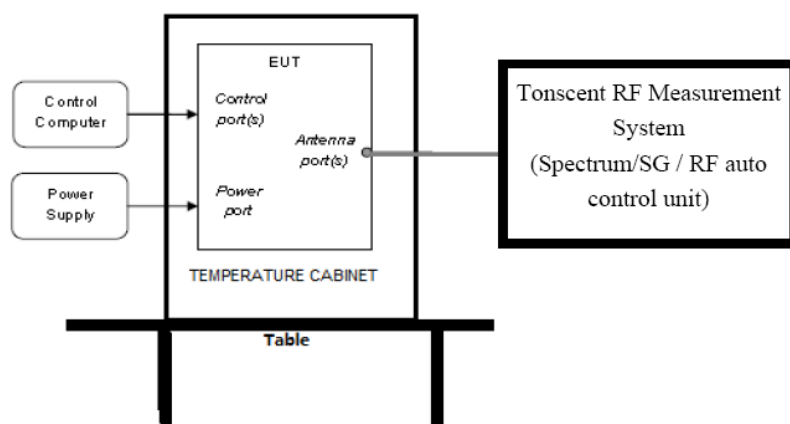 EUT
Control
Computer
Control
port(s)
Antenna
port(s)
Power
Supply
Power
port
TEMPERATURE CABINET
Table
Tonscent RF Measurement
System
(Spectrum/SG / RF auto
control unit)